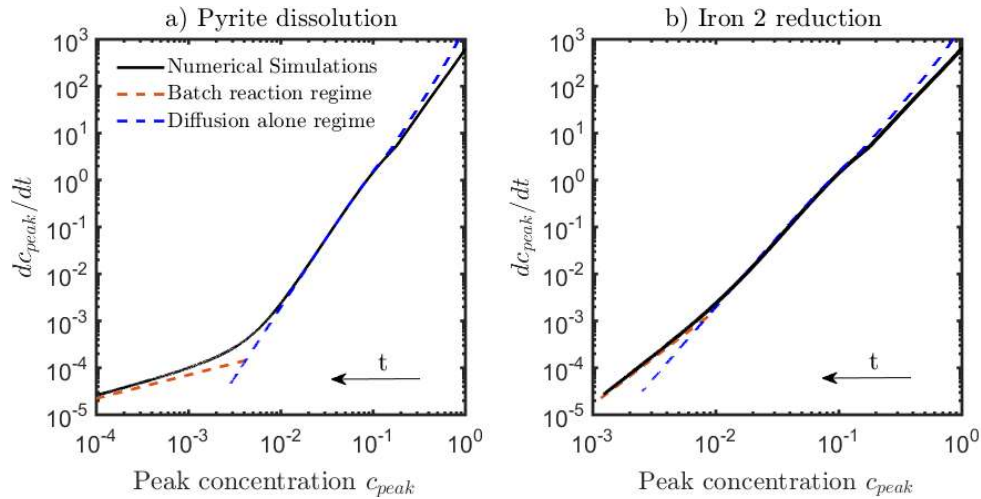 a) Pyrite dissolution
10^3
10^2
10^1
10^0
10^-1
10^-2
10^-3
10^-4
10^-5
dc_peak/dt
Numerical Simulations
Batch reaction regime
Diffusion alone regime
t
10^-4
10^-3
10^-2
10^-1
10^0
Peak concentration c_peak
b) Iron 2 reduction
10^3
10^2
10^1
10^0
10^-1
10^-2
10^-3
10^-4
10^-5
dc_peak/dt
t
10^-3
10^-2
10^-1
10^0
Peak concentration c_peak